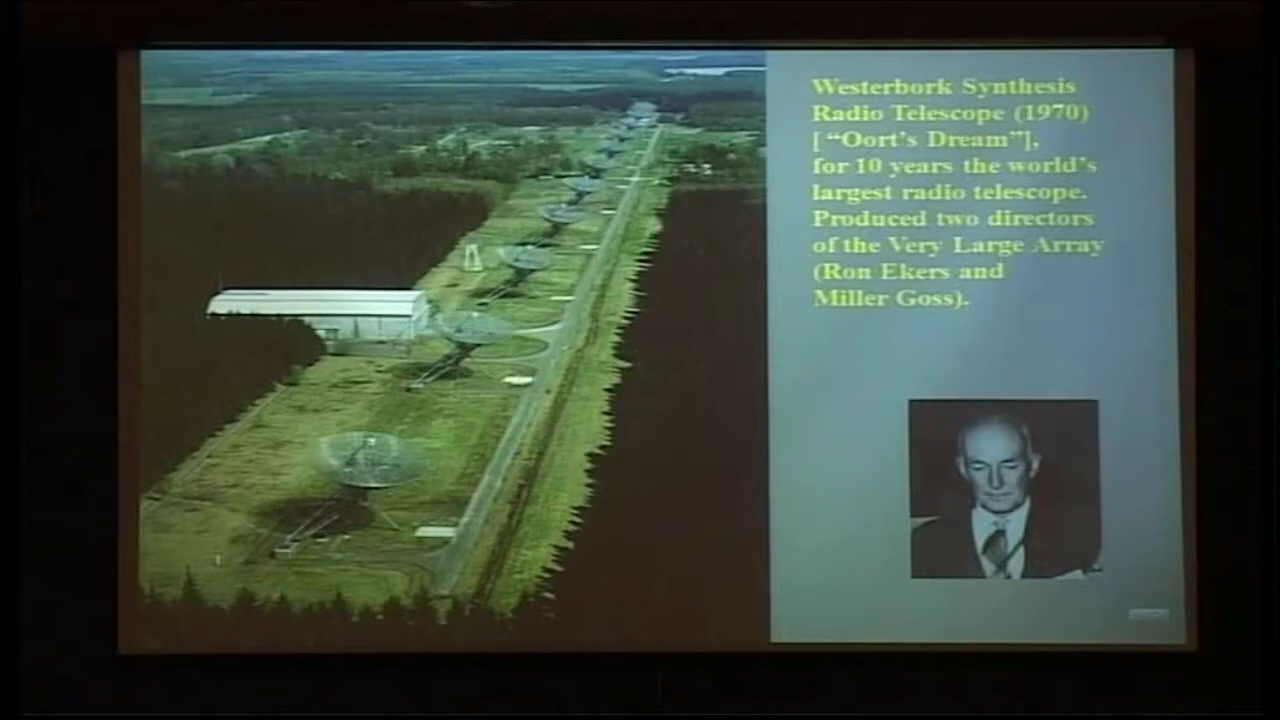 Westerbork Synthesis
Radio Telescope (1970)
[ “Oort’s Dream”],
for 10 years the world’s
largest radio telescope.
Produced two directors
of the Very Large Array
(Ron Ekers and
Miller Goss).